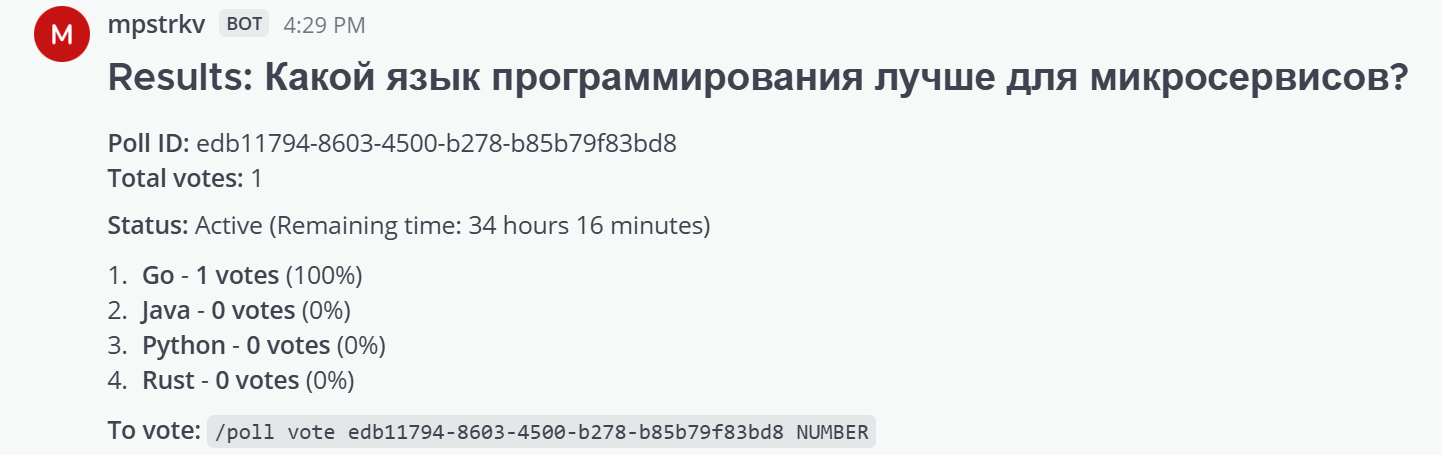 M
mpstrkv BOT 4:29 PM
Results: Какой язык программирования лучше для микросервисов?
Poll ID: edb11794-8603-4500-b278-b85b79f83bd8
Total votes: 1
Status: Active (Remaining time: 34 hours 16 minutes)
1. Go - 1 votes (100%)
2. Java - 0 votes (0%)
3. Python - 0 votes (0%)
4. Rust - 0 votes (0%)
To vote: /poll vote edb11794-8603-4500-b278-b85b79f83bd8 NUMBER